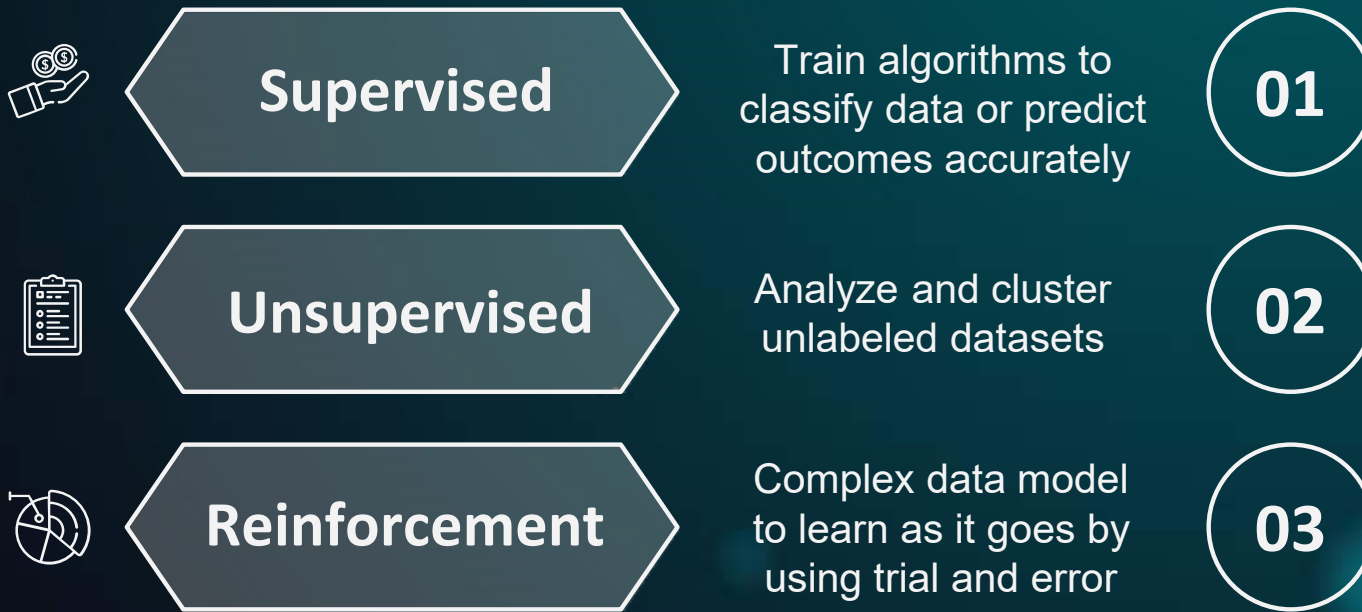 Supervised
Train algorithms to
classify data or predict
outcomes accurately
01
Unsupervised
Analyze and cluster
unlabeled datasets
02
Reinforcement
Complex data model
to learn as it goes by
using trial and error
03